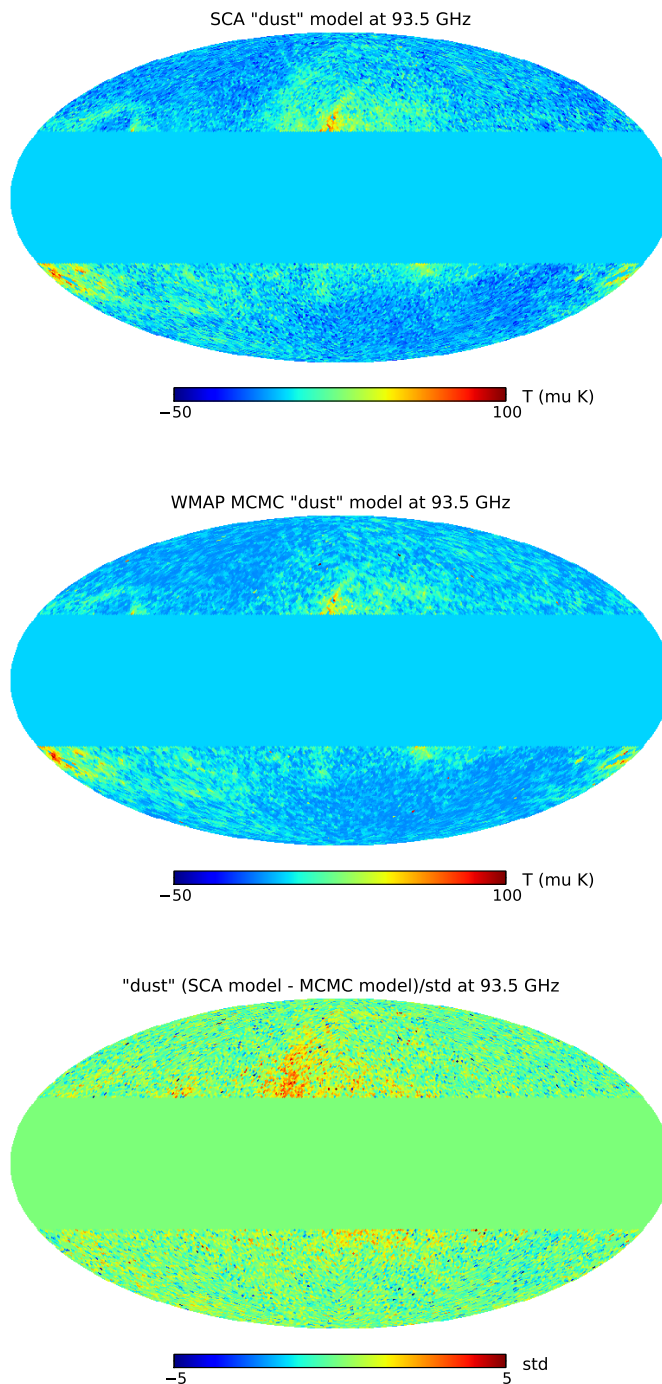 SCA "dust" model at 93.5 GHz
−50 100 T (mu K)
WMAP MCMC "dust" model at 93.5 GHz
−50 100 T (mu K)
"dust" (SCA model - MCMC model)/std at 93.5 GHz
−5 5 std